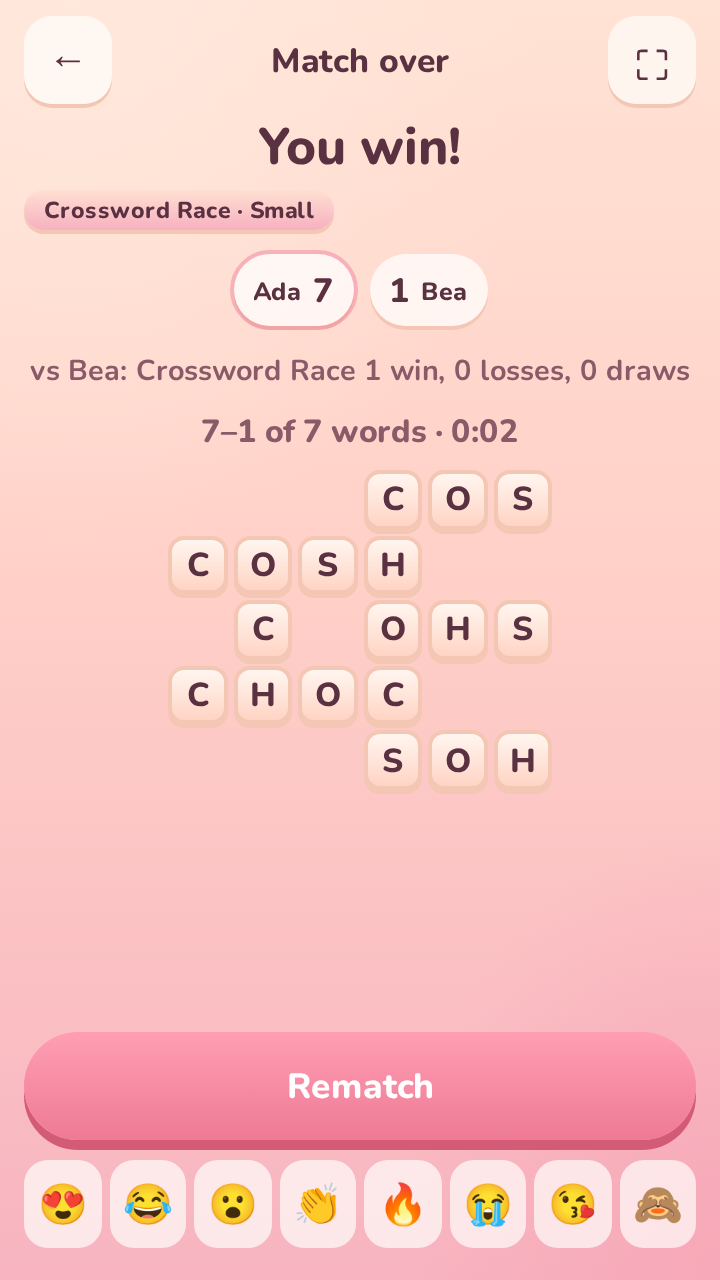 ← Match over
You win!
Crossword Race · Small
Ada 7 1 Bea
vs Bea: Crossword Race 1 win, 0 losses, 0 draws
7–1 of 7 words · 0:02
C O S
C O S H
C O H S
C H O C
S O H
Rematch
😍 😂 😮 👏 🔥 😭 😘 🙈